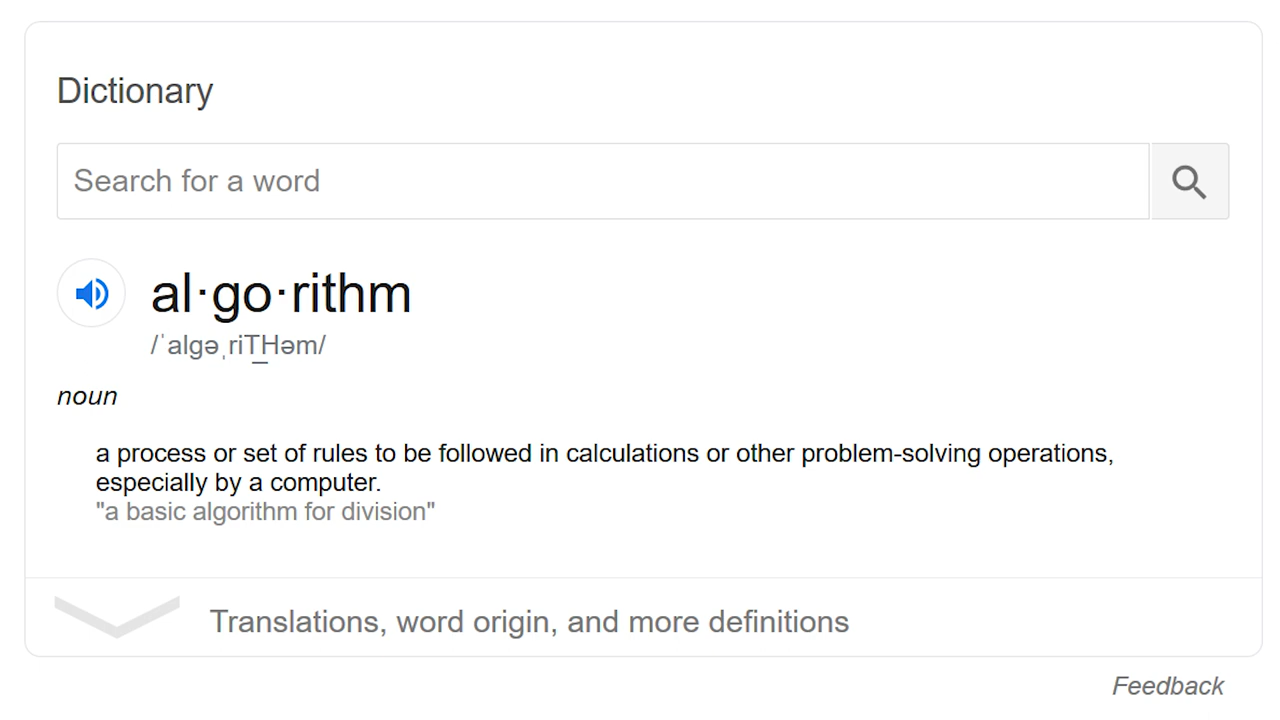 Dictionary
Search for a word
al·go·rithm
/ˈalɡəˌriT͟Həm/
noun
a process or set of rules to be followed in calculations or other problem-solving operations,
especially by a computer.
"a basic algorithm for division"
Translations, word origin, and more definitions
Feedback